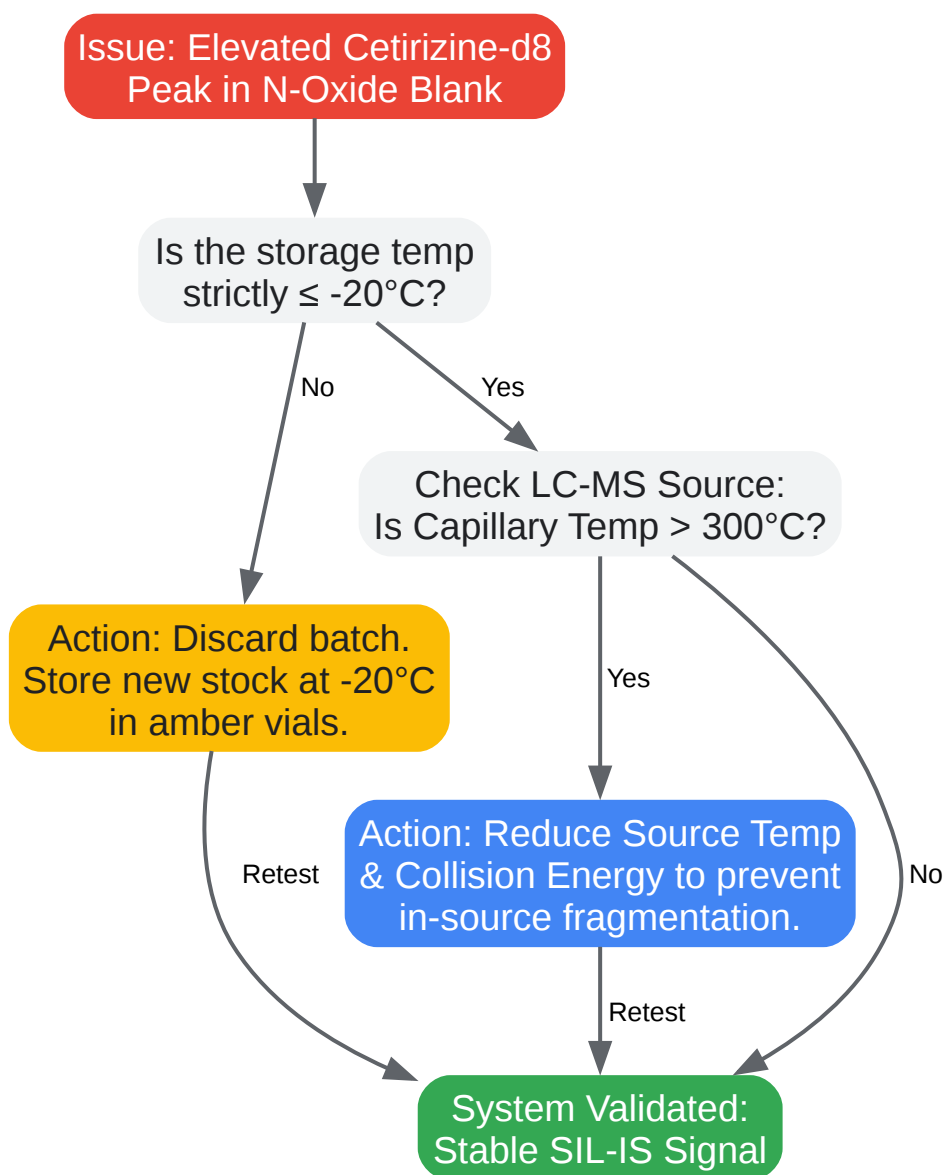 Issue: Elevated Cetirizine-d8
Peak in N-Oxide Blank
Is the storage temp
strictly ≤ -20°C?
No
Yes
Check LC-MS Source:
Is Capillary Temp > 300°C?
Action: Discard batch.
Store new stock at -20°C
in amber vials.
Yes
Action: Reduce Source Temp
& Collision Energy to prevent
in-source fragmentation.
Retest
No
Retest
System Validated:
Stable SIL-IS Signal